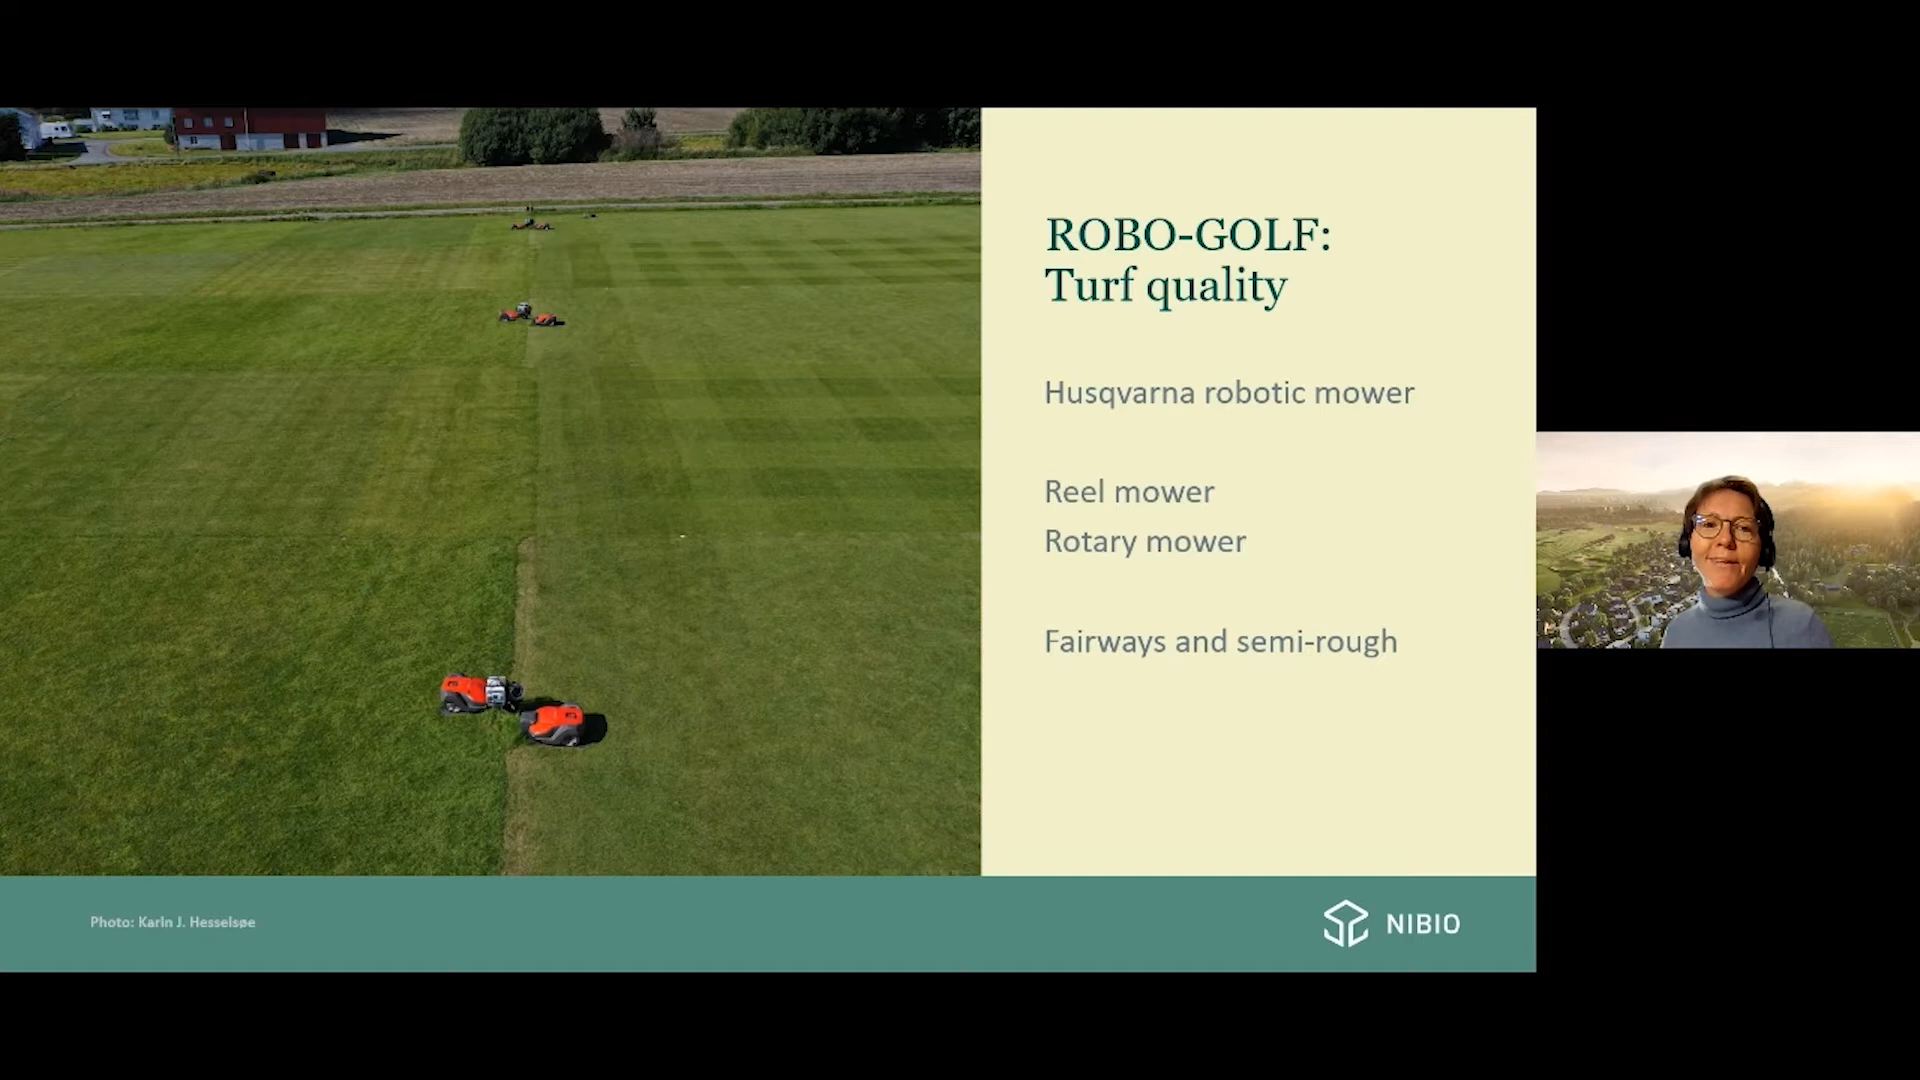 ROBO-GOLF:
Turf quality
Husqvarna robotic mower
Reel mower
Rotary mower
Fairways and semi-rough
Photo: Karin J. Hesselsøe
NIBIO